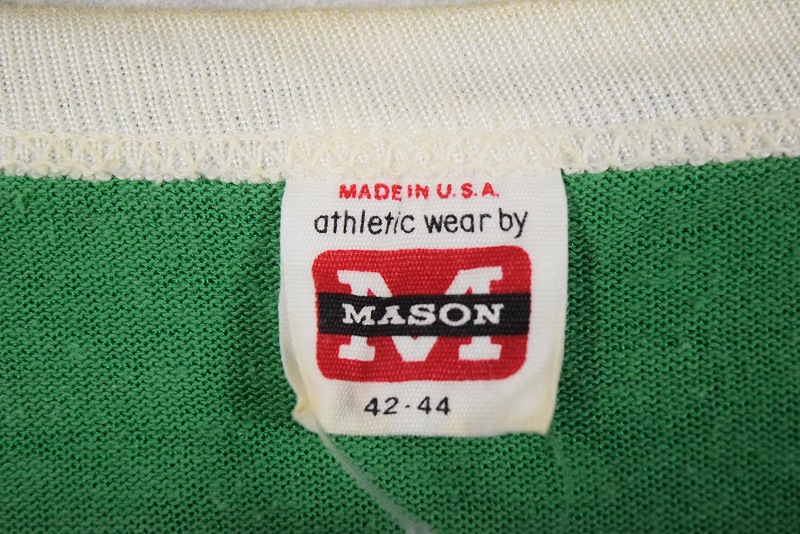 MADE IN U.S.A.
athletic wear by
M
MASON
42-44